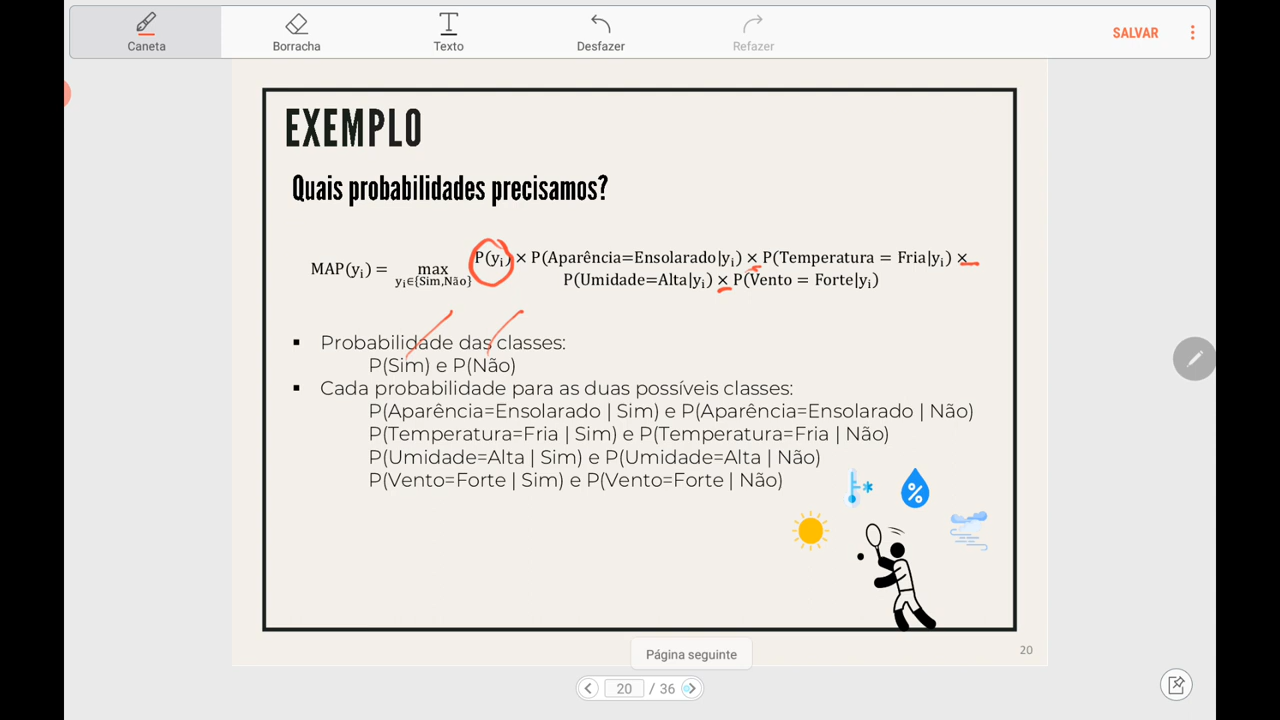 Caneta
Borracha
Texto
Desfazer
Refazer
SALVAR
EXEMPLO
Quais probabilidades precisamos?
MAP(yᵢ) = max yᵢ∈{Sim,Não} P(yᵢ) × P(Aparência=Ensolarado|yᵢ) × P(Temperatura = Fria|yᵢ) ×
P(Umidade=Alta|yᵢ) × P(Vento = Forte|yᵢ)
▪ Probabilidade das classes:
P(Sim) e P(Não)
▪ Cada probabilidade para as duas possíveis classes:
P(Aparência=Ensolarado | Sim) e P(Aparência=Ensolarado | Não)
P(Temperatura=Fria | Sim) e P(Temperatura=Fria | Não)
P(Umidade=Alta | Sim) e P(Umidade=Alta | Não)
P(Vento=Forte | Sim) e P(Vento=Forte | Não)
%
20
Página seguinte
20 / 36